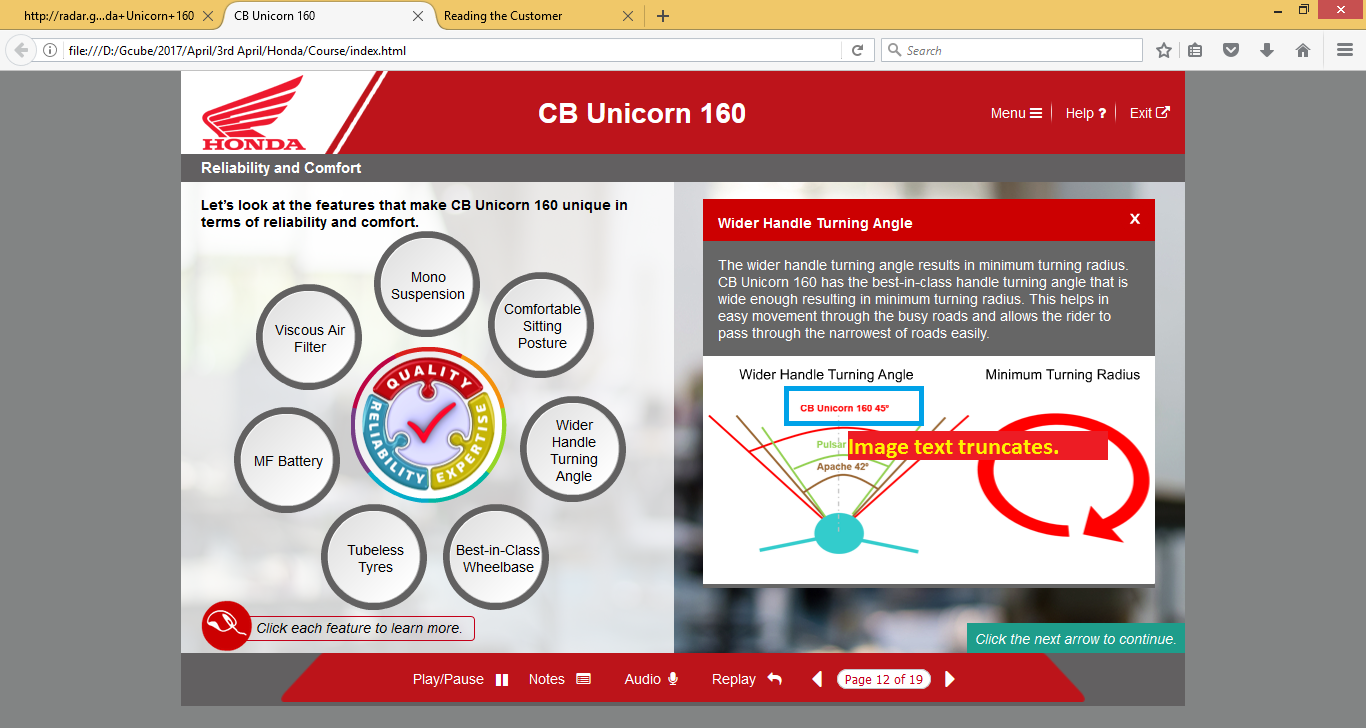 http://radar.g...da+Unicorn+160
CB Unicorn 160
Reading the Customer
file:///D:/Gcube/2017/April/3rd April/Honda/Course/index.html
Search
HONDA
CB Unicorn 160
Menu
Help ?
Exit
Reliability and Comfort
Let's look at the features that make CB Unicorn 160 unique in
terms of reliability and comfort.
Mono
Suspension
Comfortable
Sitting
Posture
Wider
Handle
Turning
Angle
Best-in-Class
Wheelbase
Tubeless
Tyres
MF Battery
Viscous Air
Filter
QUALITY
EXPERTISE
RELIABILITY
Click each feature to learn more.
Wider Handle Turning Angle
X
The wider handle turning angle results in minimum turning radius.
CB Unicorn 160 has the best-in-class handle turning angle that is
wide enough resulting in minimum turning radius. This helps in
easy movement through the busy roads and allows the rider to
pass through the narrowest of roads easily.
Wider Handle Turning Angle
Minimum Turning Radius
CB Unicorn 160 45º
Pulsar
Image text truncates.
Apache 42º
Click the next arrow to continue.
Play/Pause
Notes
Audio
Replay
Page 12 of 19